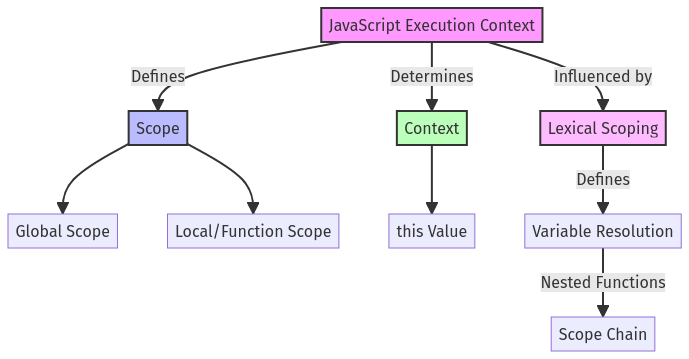 JavaScript Execution Context
Defines
Determines
Influenced by
Scope
Context
Lexical Scoping
Defines
Global Scope
Local/Function Scope
this Value
Variable Resolution
Nested Functions
Scope Chain